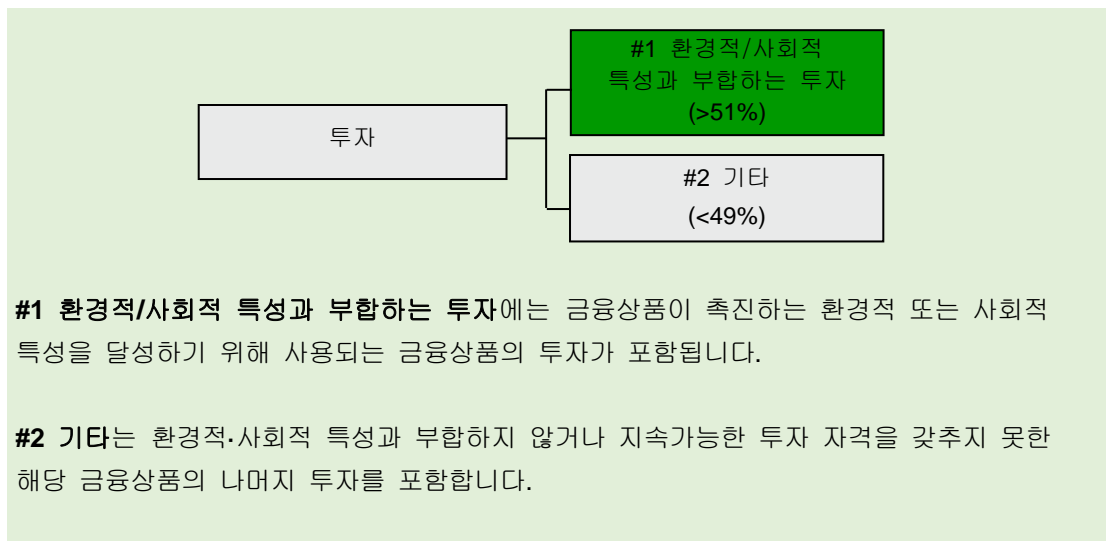 #1 환경적/사회적
특성과 부합하는 투자
(>51%)
투자
#2 기타
(<49%)
#1 환경적/사회적 특성과 부합하는 투자에는 금융상품이 촉진하는 환경적 또는 사회적
특성을 달성하기 위해 사용되는 금융상품의 투자가 포함됩니다.
#2 기타는 환경적·사회적 특성과 부합하지 않거나 지속가능한 투자 자격을 갖추지 못한
해당 금융상품의 나머지 투자를 포함합니다.